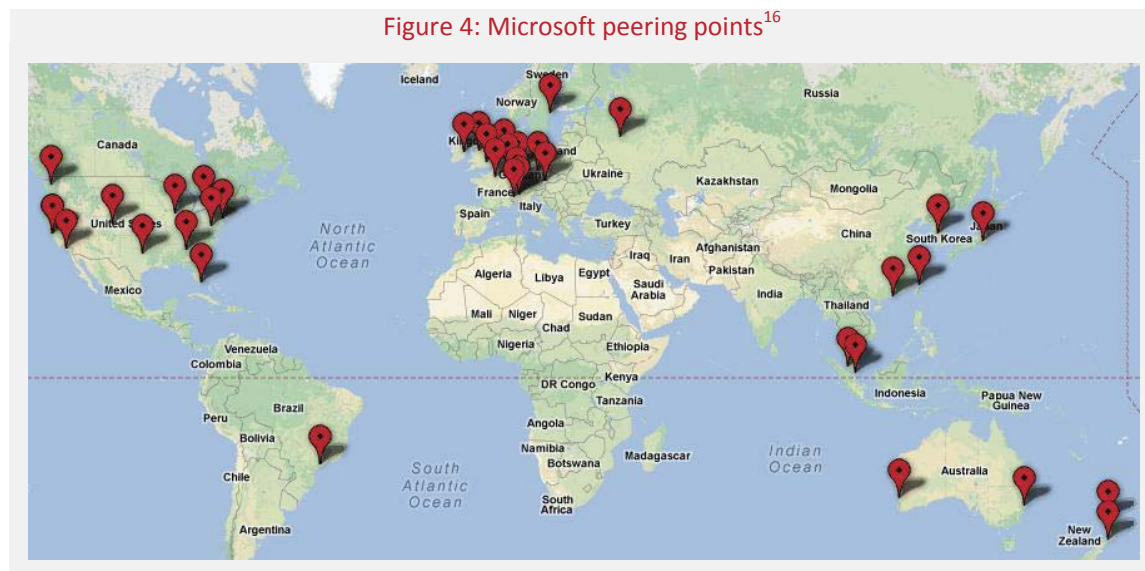 Figure 4: Microsoft peering points16
Iceland
Sweden
Norway
Russia
Canada
Ukraine
Kazakhstan
Mongolia
France
Italy
Spain
Turkey
China
South Korea
Japan
United States
North
Atlantic
Ocean
Iraq
Iran
Afghanistan
Pakistan
Algeria
Libya
Egypt
Saudi
Arabia
India
Mexico
Thailand
Mali
Niger
Chad
Sudan
Nigeria
Ethiopia
Venezuela
Colombia
DR Congo
Kenya
Tanzania
Indonesia
Papua New
Guinea
Peru
Brazil
Bolivia
Angola
Namibia
Botswana
Madagascar
Indian
Ocean
Australia
Chile
South
Atlantic
Ocean
South
Africa
Argentina
New
Zealand